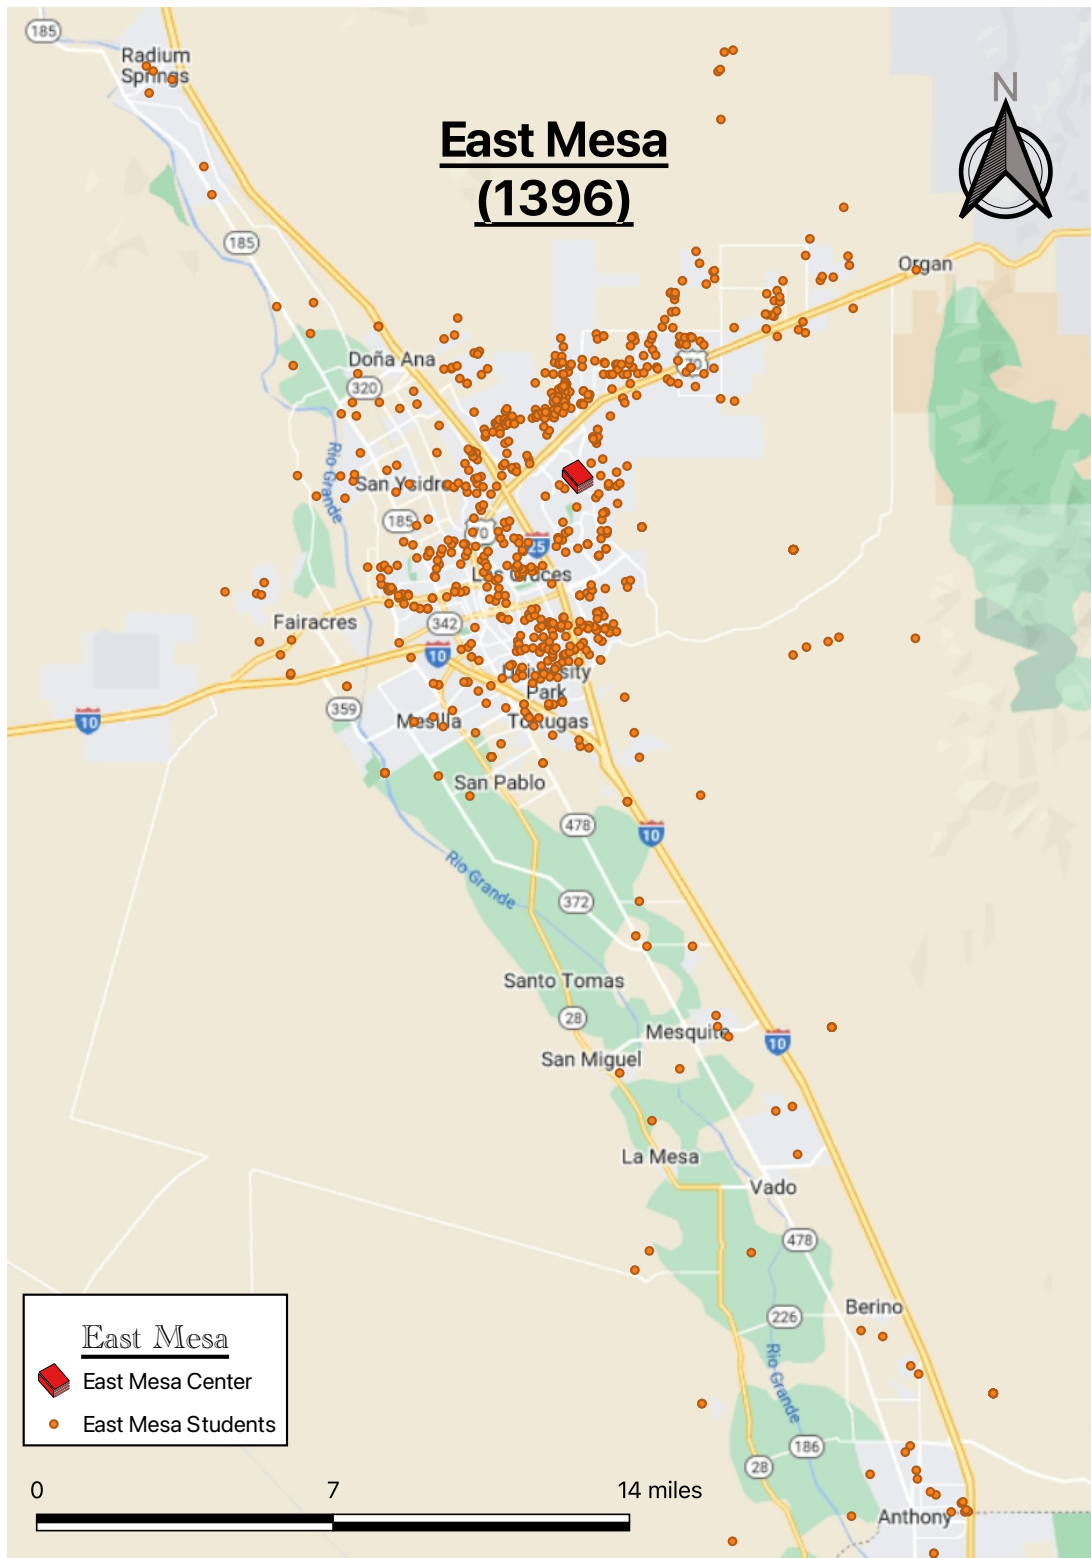 185
Radium
Springs
N
East Mesa
(1396)
185
Organ
Doña Ana
320
70
Rio Grande
San Ysidro
185
70
25
Las Cruces
Fairacres
342
10
University
Park
359
10
Mesilla
Tortugas
San Pablo
478
10
Rio Grande
372
Santo Tomas
28
Mesquite
10
San Miguel
La Mesa
Vado
478
Berino
226
Rio Grande
186
28
Anthony
East Mesa
East Mesa Center
East Mesa Students
0 7 14 miles